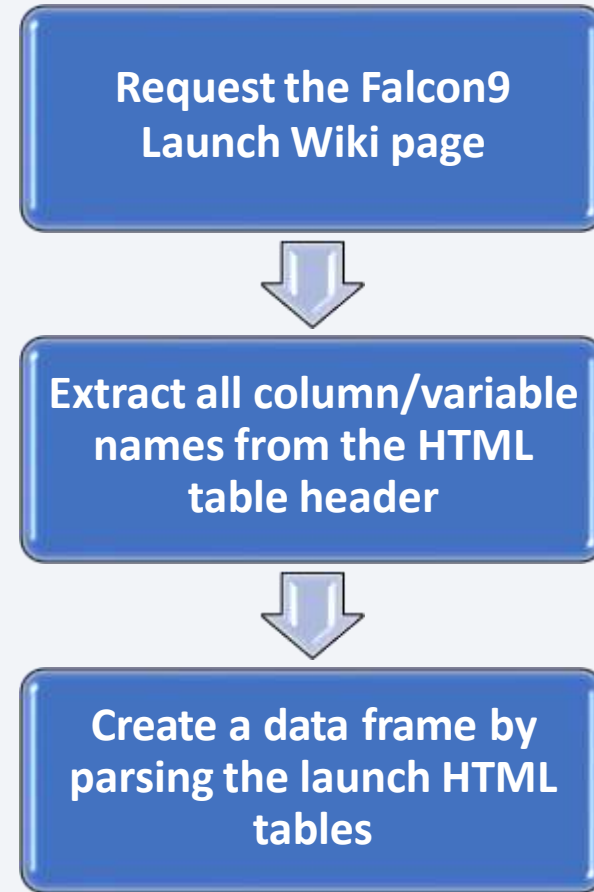 Request the Falcon9
Launch Wiki page
Extract all column/variable
names from the HTML
table header
Create a data frame by
parsing the launch HTML
tables